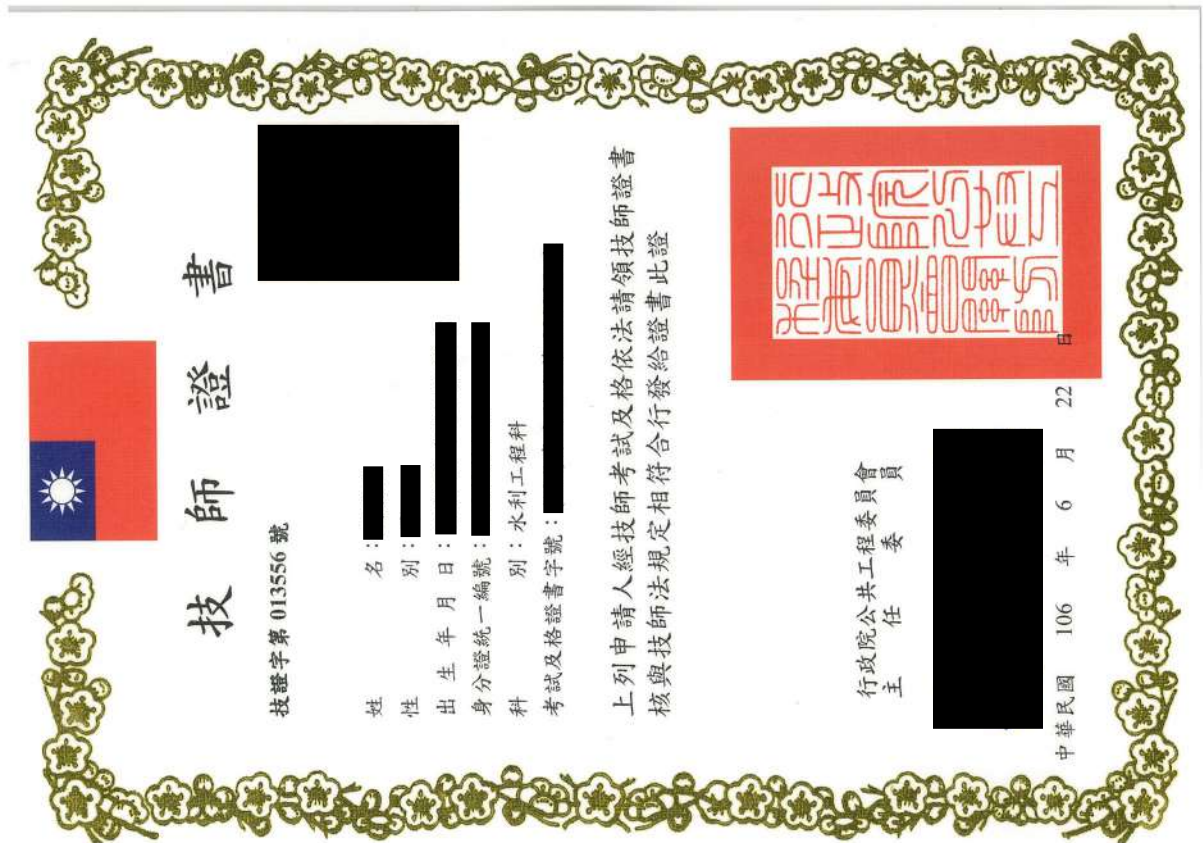 技師證書
技證字第 013556 號
姓名：
性別：
出生年月日：
身分證統一編號：
科別：水利工程科
考試及格證書字號：
上列申請人經技師考試及格依法請領技師證書
核與技師法規定相符合行發給證書此證
行政院公共工程委員會
主任委員
中華民國 106 年 6 月 22 日